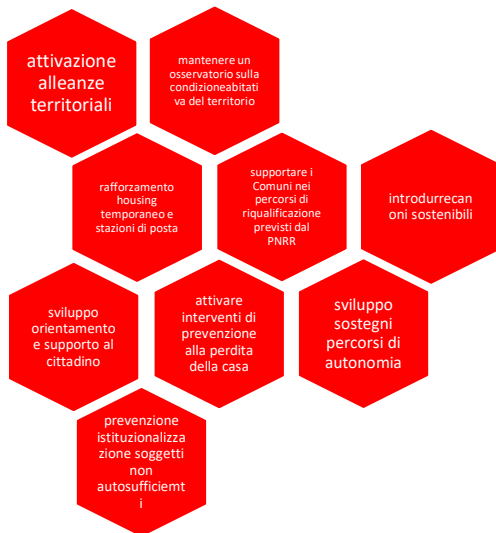 attivazione
alleanze
territoriali
mantenere un
osservatorio sulla
condizioneabitati
va del territorio
rafforzamento
housing
temporaneo e
stazioni di posta
supportare i
Comuni nei
percorsi di
riqualificazione
previsti dal
PNRR
introdurrecan
oni sostenibili
sviluppo
orientamento
e supporto al
cittadino
attivare
interventi di
prevenzione
alla perdita
della casa
sviluppo
sostegni
percorsi di
autonomia
prevenzione
istituzionalizza
zione soggetti
non
autosufficiemt
i